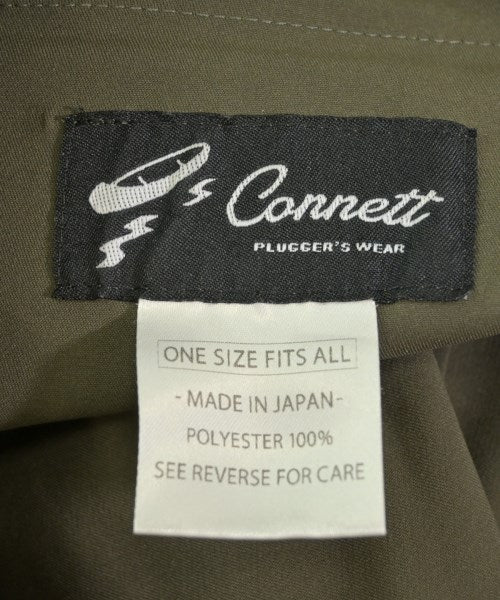 Connett
PLUGGER'S WEAR
ONE SIZE FITS ALL
- MADE IN JAPAN -
POLYESTER 100%
SEE REVERSE FOR CARE